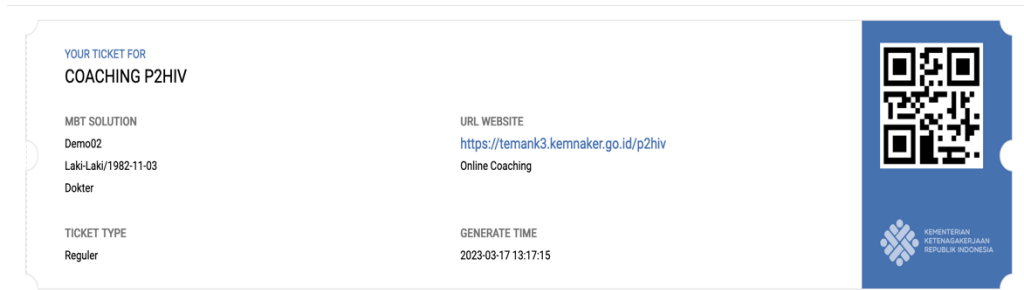 YOUR TICKET FOR
COACHING P2HIV
MBT SOLUTION
Demo02
Laki-Laki/1982-11-03
Dokter
URL WEBSITE
https://temank3.kemnaker.go.id/p2hiv
Online Coaching
TICKET TYPE
Reguler
GENERATE TIME
2023-03-17 13:17:15
KEMENTERIAN
KETENAGAKERJAAN
REPUBLIK INDONESIA